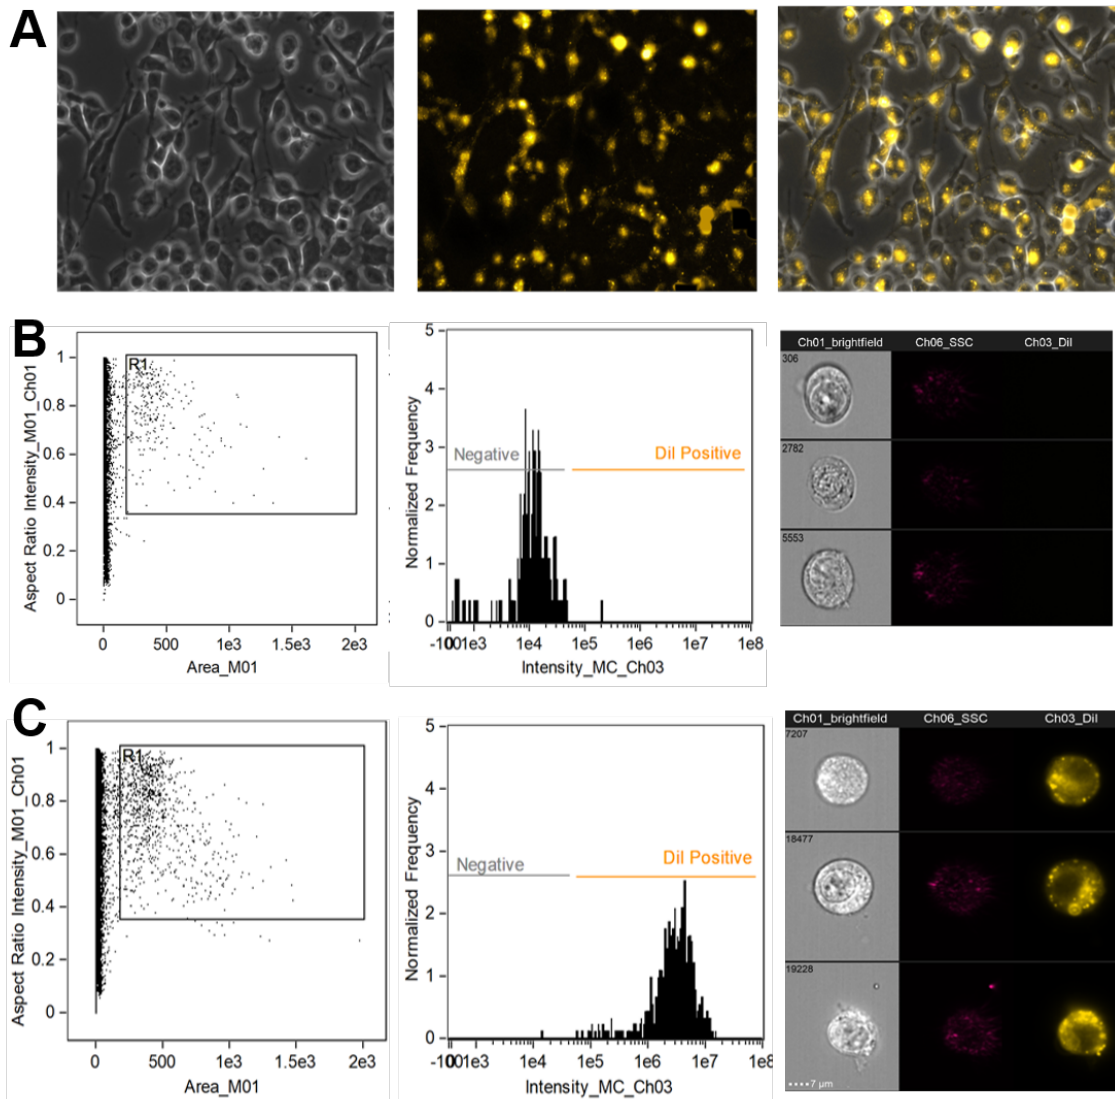 A
B
Aspect Ratio Intensity_M01_Ch01
1
0.8
0.6
0.4
0.2
0
R1
0 500 1e3 1.5e3 2e3
Area_M01
Normalized Frequency
5
4
3
2
1
0
Negative
Dil Positive
1e4 1e5 1e6 1e7 1e8
Intensity_MC_Ch03
Ch01_brightfield Ch06_SSC Ch03_Dil
306
2782
5553
C
Aspect Ratio Intensity_M01_Ch01
1
0.8
0.6
0.4
0.2
0
R1
0 500 1e3 1.5e3 2e3
Area_M01
Normalized Frequency
5
4
3
2
1
0
Negative
Dil Positive
1e4 1e5 1e6 1e7 1e8
Intensity_MC_Ch03
Ch01_brightfield Ch06_SSC Ch03_Dil
7207
18477
19228
7 µm